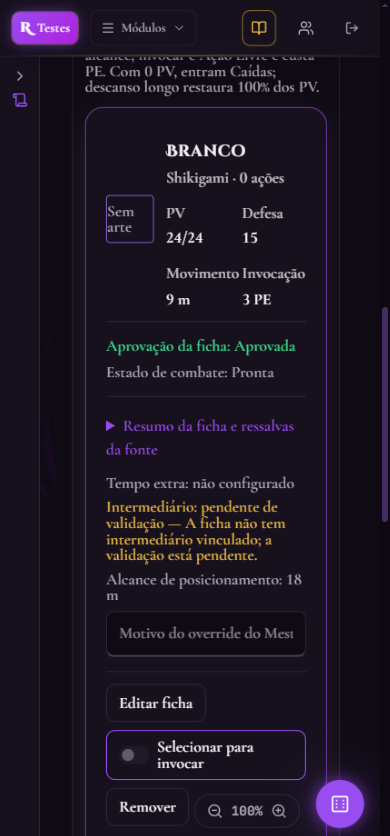 Testes
Módulos
alcance, invocar é Ação Livre e custa
PE. Com 0 PV, entram Caídas;
descanso longo restaura 100% dos PV.
BRANCO
Shikigami · 0 ações
Sem
arte
PV
Defesa
24/24
15
Movimento Invocação
9 m
3 PE
Aprovação da ficha: Aprovada
Estado de combate: Pronta
Resumo da ficha e ressalvas
da fonte
Tempo extra: não configurado
Intermediário: pendente de
validação — A ficha não tem
intermediário vinculado; a
validação está pendente.
Alcance de posicionamento: 18
m
Motivo do override do Mest
Editar ficha
Selecionar para
invocar
Remover
100%